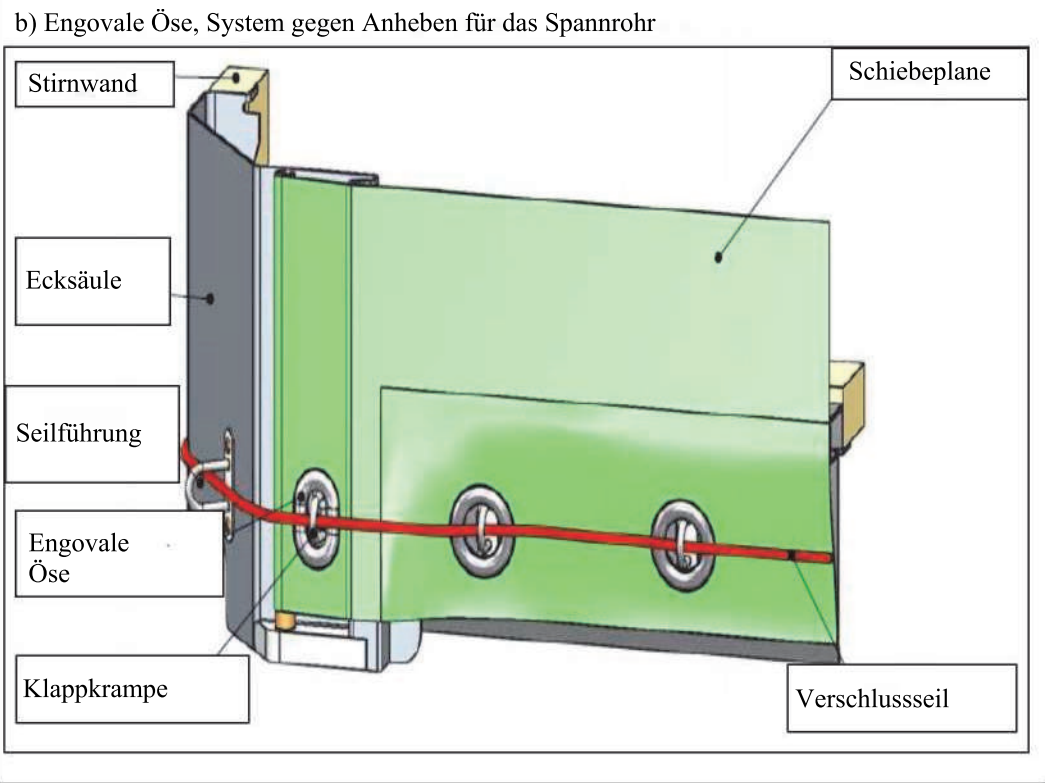 b) Engovale Öse, System gegen Anheben für das Spannrohr
Stirnwand
Schiebeplane
Ecksäule
Seilführung
Engovale
Öse
Klappkrampe
Verschlussseil